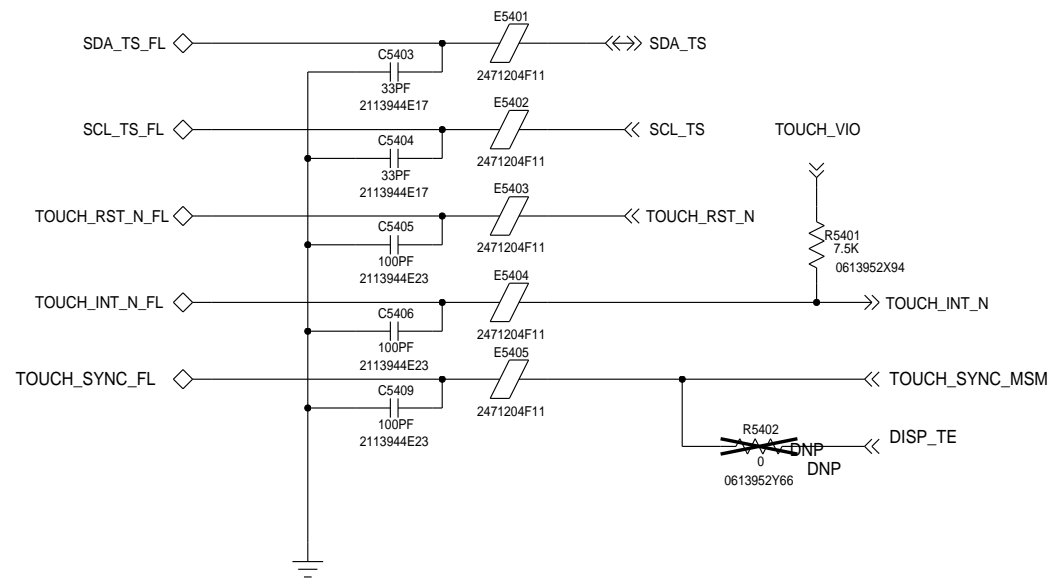 E5401
SDA_TS_FL
SDA_TS
C5403
33PF
2113944E17
2471204F11
E5402
SCL_TS_FL
SCL_TS
TOUCH_VIO
C5404
33PF
2113944E17
2471204F11
E5403
TOUCH_RST_N_FL
TOUCH_RST_N
C5405
100PF
2113944E23
2471204F11
R5401
7.5K
0613952X94
E5404
TOUCH_INT_N_FL
TOUCH_INT_N
C5406
100PF
2113944E23
2471204F11
E5405
TOUCH_SYNC_FL
TOUCH_SYNC_MSM
C5409
100PF
2113944E23
2471204F11
R5402
DISP_TE
DNP
0
DNP
0613952Y66